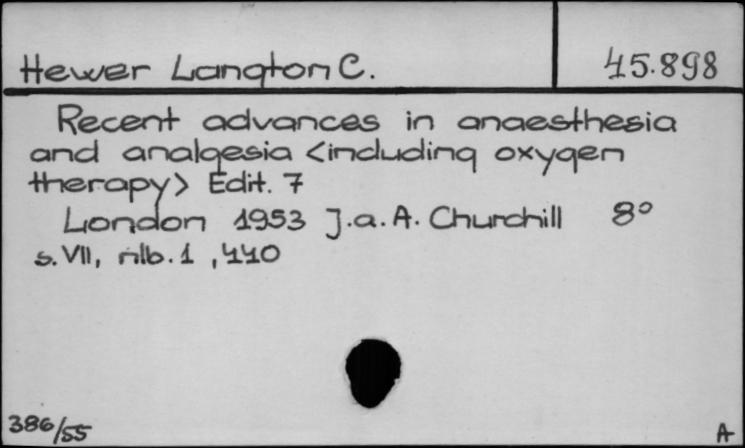 Hewer Langton C. 45.898
Recent advances in anaesthesia
and analgesia <including oxygen
therapy> Edit. 7
London 1953 J.a.A. Churchill 8°
s. VII, nlb. 1, 440
386/55 A